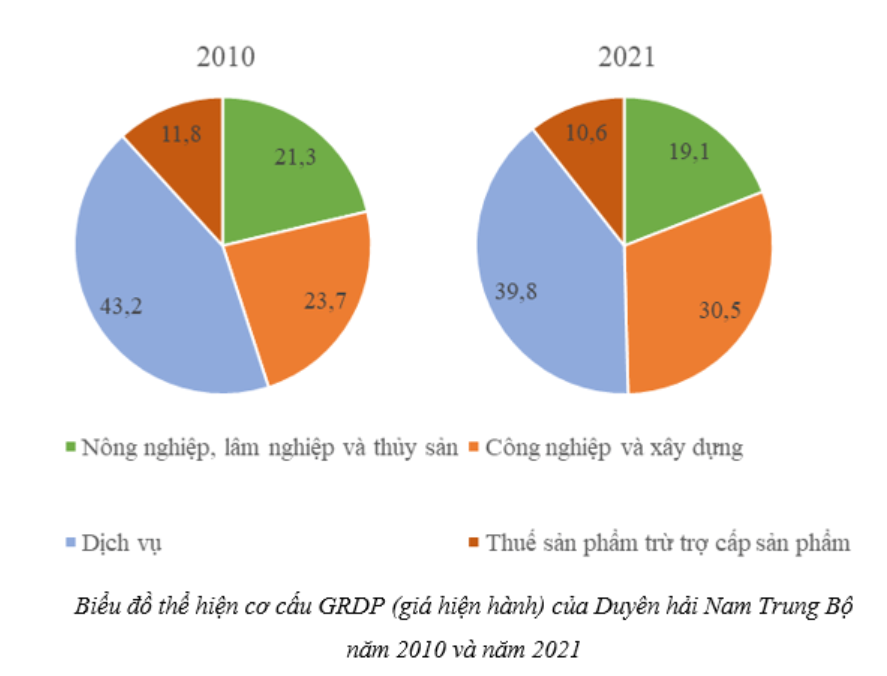 2010
2021
11,8
21,3
43,2
23,7
10,6
19,1
39,8
30,5
Nông nghiệp, lâm nghiệp và thủy sản
Công nghiệp và xây dựng
Dịch vụ
Thuế sản phẩm trừ trợ cấp sản phẩm
Biểu đồ thể hiện cơ cấu GRDP (giá hiện hành) của Duyên hải Nam Trung Bộ
năm 2010 và năm 2021